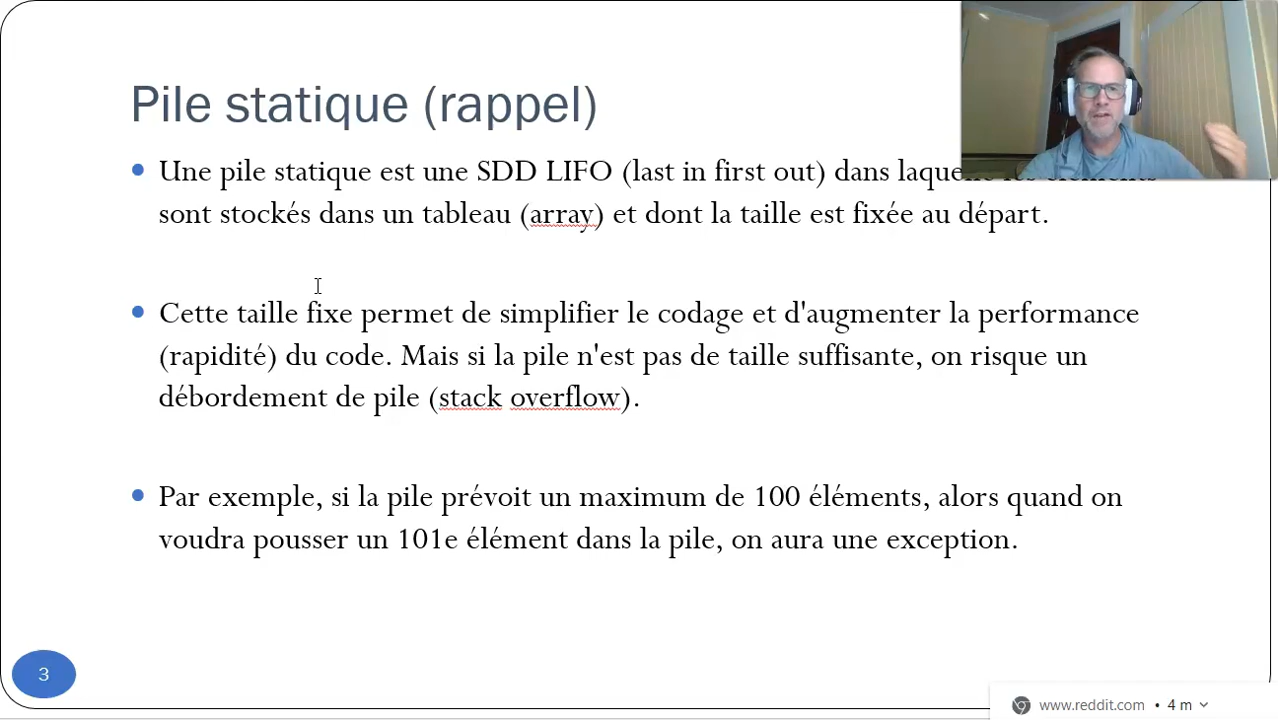 Pile statique (rappel)
Une pile statique est une SDD LIFO (last in first out) dans
sont stockés dans un tableau (array) et dont la taille est fixée au départ.
Cette taille fixe permet de simplifier le codage et d'augmenter la performance
(rapidité) du code. Mais si la pile n'est pas de taille suffisante, on risque un
débordement de pile (stack overflow).
Par exemple, si la pile prévoit un maximum de 100 éléments, alors quand on
voudra pousser un 101e élément dans la pile, on aura une exception.
3
www.reddit.com • 4 m